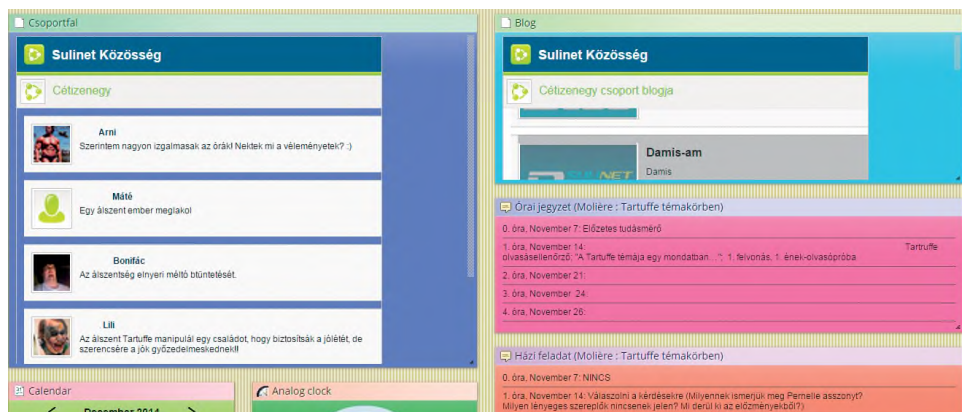 Csoportfal
Sulinet Közösség
Cétizenegy
Arni
Szerintem nagyon izgalmasak az órák! Nektek mi a véleményetek? :)
Máté
Egy álszent ember meglakol
Bonifác
Az álszentség elnyeri méltó btüntetését.
Lili
Az álszent Tartuffe manipulál egy családot, hogy biztosítsák a jólétét, de
szerencsére a jók győzedelmeskednek!!
Calendar
December 2014
Analog clock
Blog
Sulinet Közösség
Cétizenegy csoport blogja
Damis-am
Damis
Órai jegyzet (Molière : Tartuffe témakörben)
0. óra, November 7: Előzetes tudásmérő
1. óra, November 14: Tartruffe
olvasásellenőrző; "A Tartuffe témája egy mondatban..."; 1. felvonás, 1. ének-olvasópróba
2. óra, November 21:
3. óra, November 24:
4. óra, November 26:
Házi feladat (Molière : Tartuffe témakörben)
0. óra, November 7: NINCS
1. óra, November 14: Válaszolni a kérdésekre (Milyennek ismerjük meg Pernelle asszonyt?
Milyen lényeges szereplők nincsenek jelen? Mi derül ki az előzményekből?)